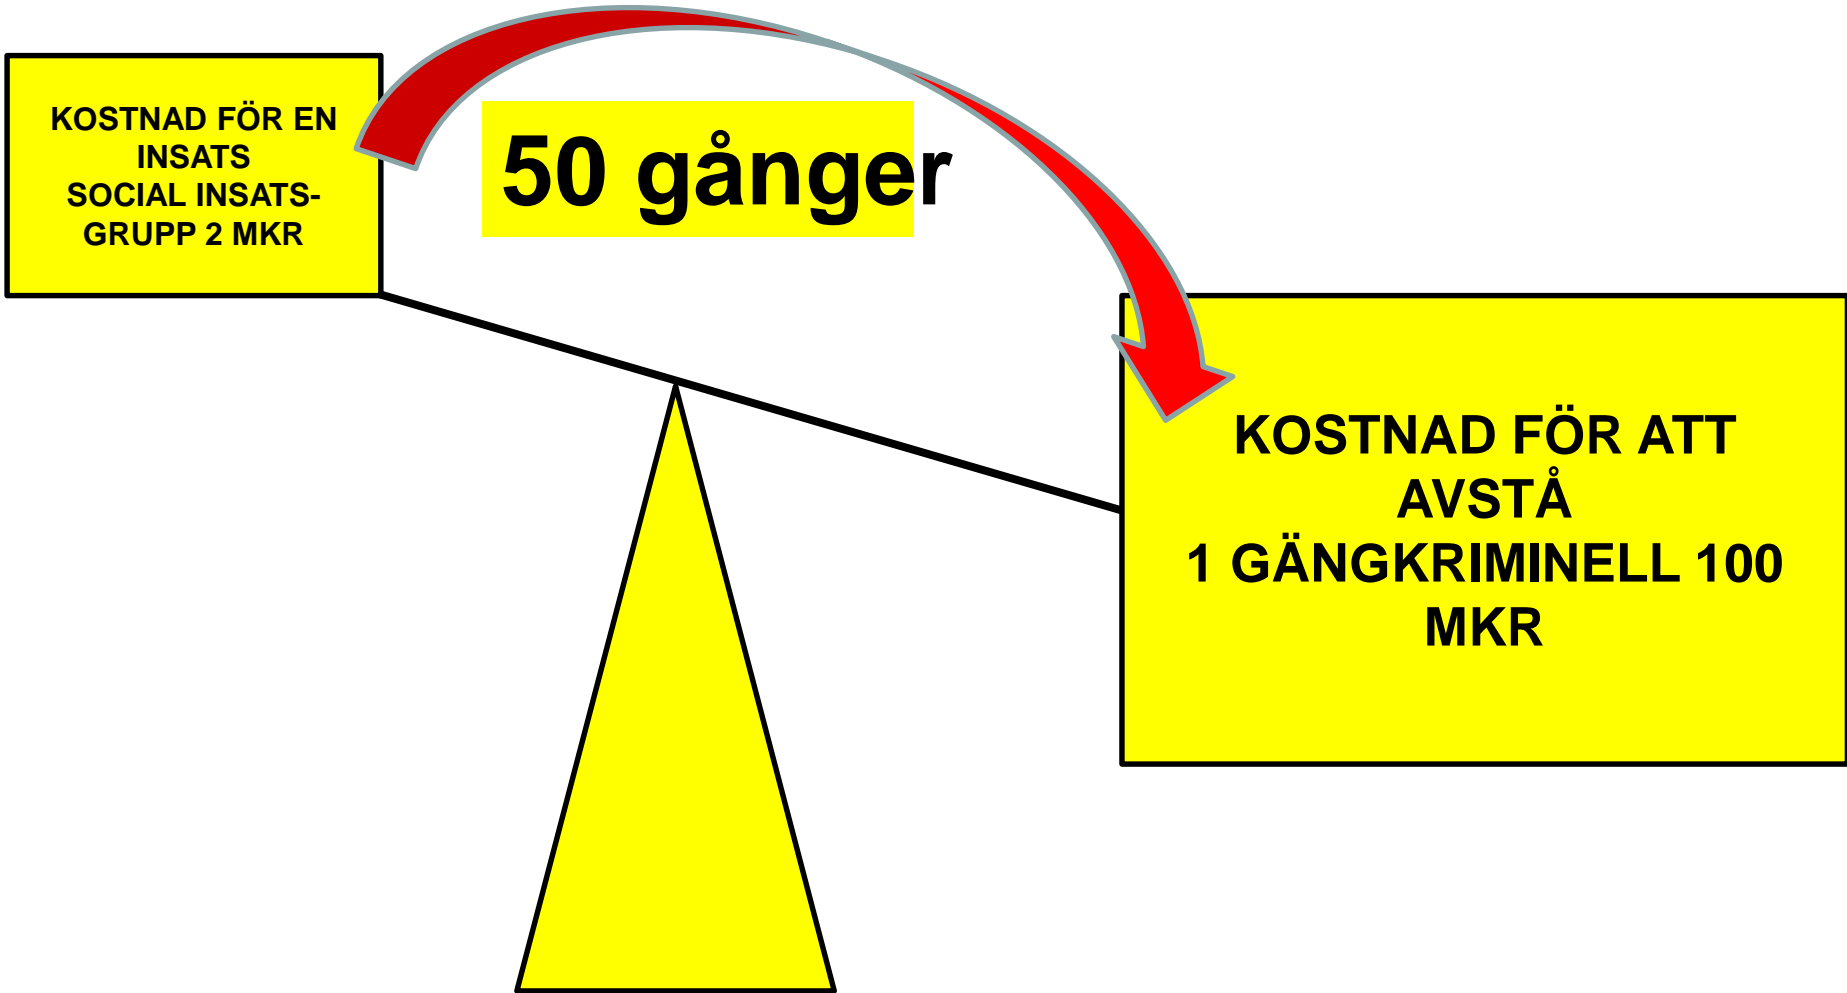 KOSTNAD FÖR EN
INSATS
SOCIAL INSATS-
GRUPP 2 MKR
50 gånger
KOSTNAD FÖR ATT
AVSTÅ
1 GÄNGKRIMINELL 100
MKR